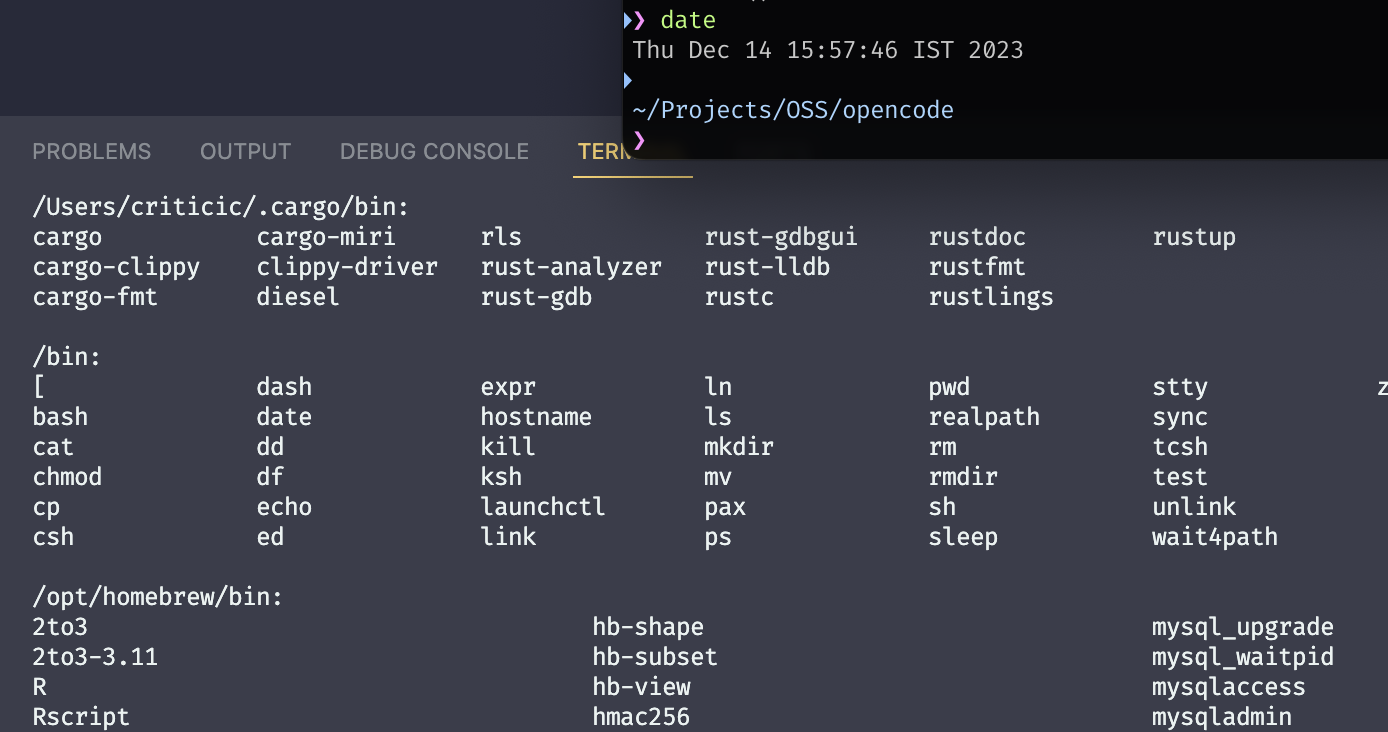 ❯ date
Thu Dec 14 15:57:46 IST 2023
~/Projects/OSS/opencode
❯
PROBLEMS OUTPUT DEBUG CONSOLE TERM
/Users/criticic/.cargo/bin:
cargo cargo-miri rls rust-gdbgui rustdoc rustup
cargo-clippy clippy-driver rust-analyzer rust-lldb rustfmt
cargo-fmt diesel rust-gdb rustc rustlings
/bin:
[ dash expr ln pwd stty z
bash date hostname ls realpath sync
cat dd kill mkdir rm tcsh
chmod df ksh mv rmdir test
cp echo launchctl pax sh unlink
csh ed link ps sleep wait4path
/opt/homebrew/bin:
2to3 hb-shape mysql_upgrade
2to3-3.11 hb-subset mysql_waitpid
R hb-view mysqlaccess
Rscript hmac256 mysqladmin